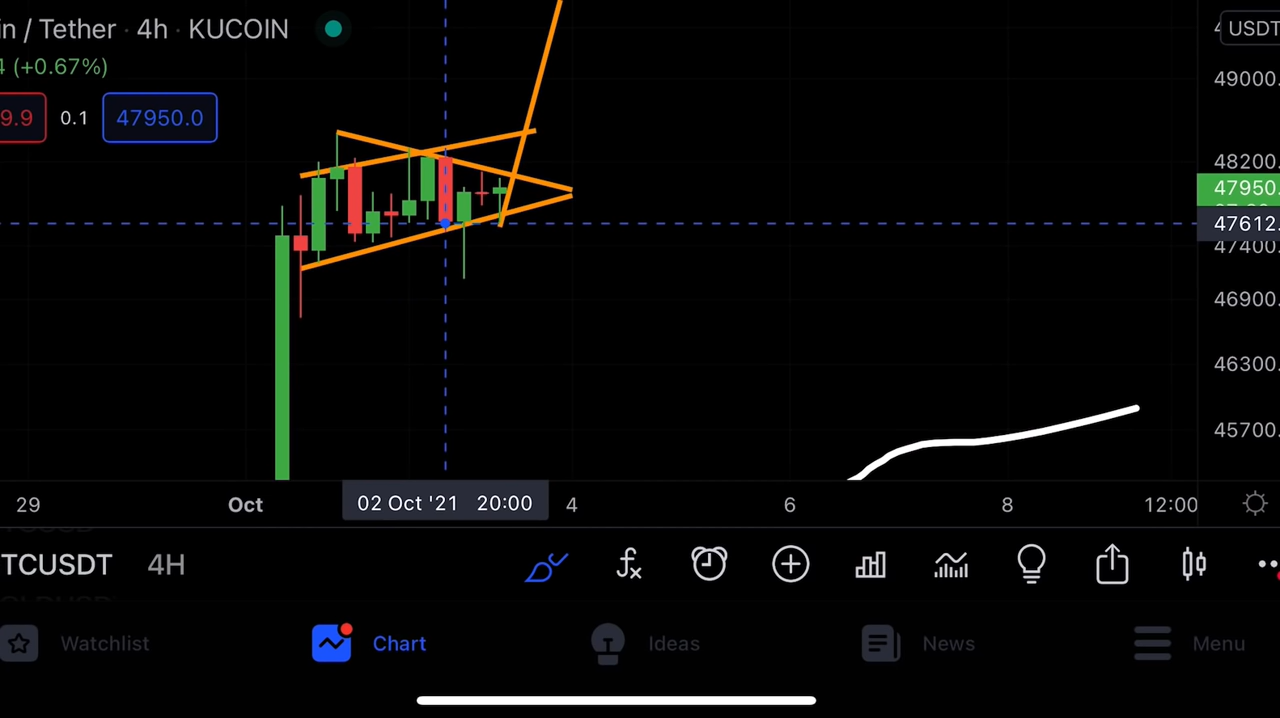 in / Tether · 4h · KUCOIN
USDT
4 (+0.67%)
49000.
9.9 0.1 47950.0
48200.
47950.
47612.
47400.
46900.
46300.
45700.
29 Oct 02 Oct '21 20:00 4 6 8 12:00
TCUSDT 4H
Watchlist Chart Ideas News Menu